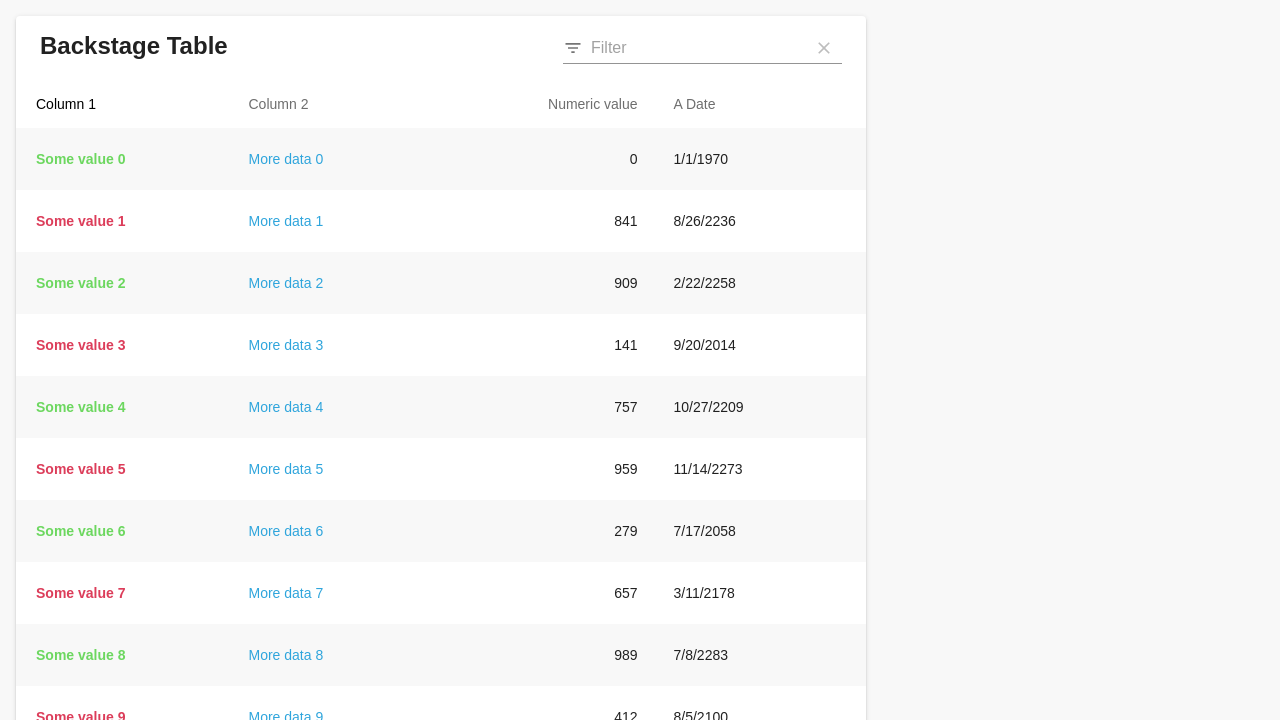 Backstage Table
Filter
Column 1 Column 2 Numeric value A Date
Some value 0 More data 0 0 1/1/1970
Some value 1 More data 1 841 8/26/2236
Some value 2 More data 2 909 2/22/2258
Some value 3 More data 3 141 9/20/2014
Some value 4 More data 4 757 10/27/2209
Some value 5 More data 5 959 11/14/2273
Some value 6 More data 6 279 7/17/2058
Some value 7 More data 7 657 3/11/2178
Some value 8 More data 8 989 7/8/2283
Some value 9 More data 9 412 8/5/2100